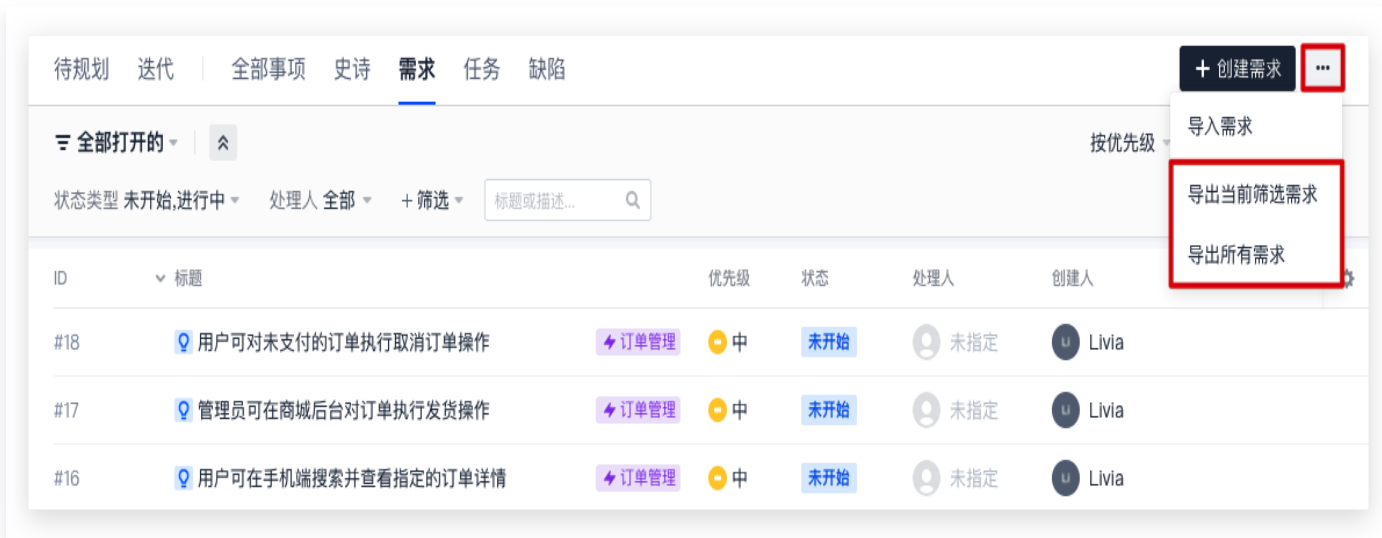 待规划 迭代 全部事项 史诗 需求 任务 缺陷 + 创建需求 ···
导入需求
全部打开的 按优先级
导出当前筛选需求
状态类型 未开始,进行中 处理人 全部 + 筛选 标题或描述...
导出所有需求
ID 标题 优先级 状态 处理人 创建人
#18 用户可对未支付的订单执行取消订单操作 订单管理 中 未开始 未指定 LI Livia
#17 管理员可在商城后台对订单执行发货操作 订单管理 中 未开始 未指定 LI Livia
#16 用户可在手机端搜索并查看指定的订单详情 订单管理 中 未开始 未指定 LI Livia